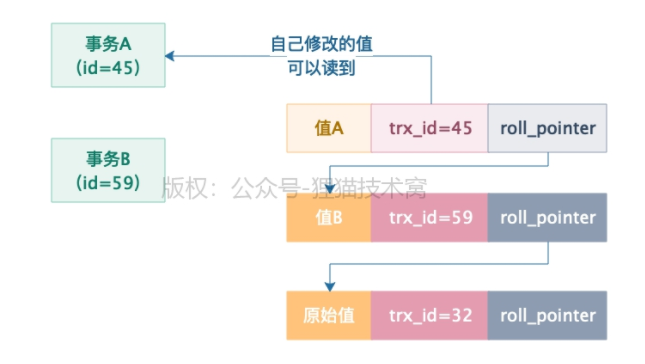 事务A
（id=45）
自己修改的值
可以读到
值A
trx_id=45
roll_pointer
事务B
（id=59）
版权：公众号-狸猫技术窝
值B
trx_id=59
roll_pointer
原始值
trx_id=32
roll_pointer